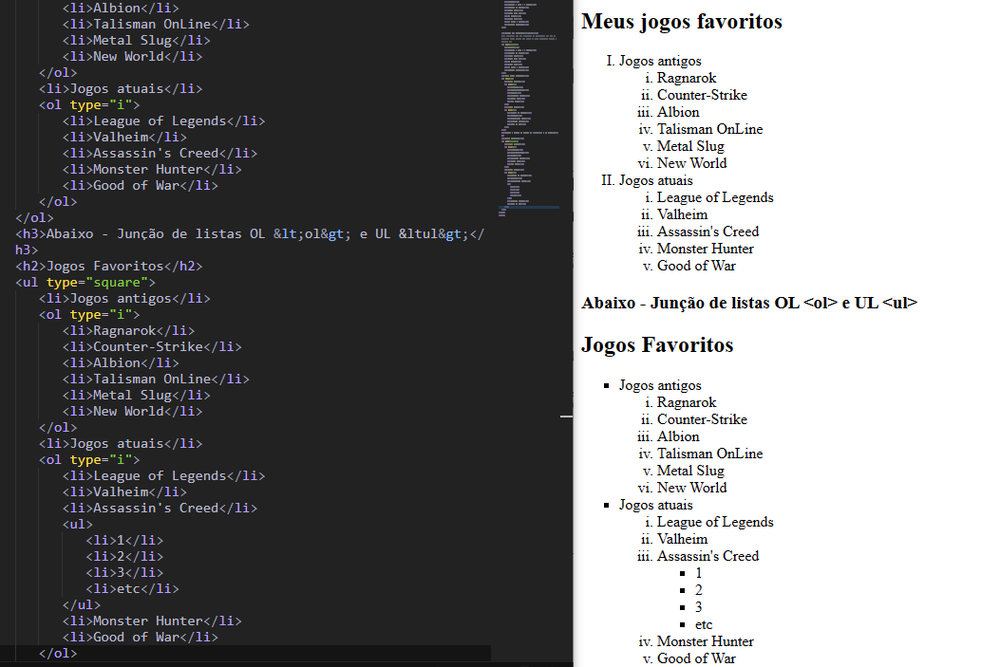 <li>Albion</li>
<li>Talisman OnLine</li>
<li>Metal Slug</li>
<li>New World</li>
</ol>
<li>Jogos atuais</li>
<ol type="i">
<li>League of Legends</li>
<li>Valheim</li>
<li>Assassin's Creed</li>
<li>Monster Hunter</li>
<li>Good of War</li>
</ol>
</ol>
<h3>Abaixo - Junção de listas OL &lt;ol&gt; e UL &ltul&gt;</
h3>
<h2>Jogos Favoritos</h2>
<ul type="square">
<li>Jogos antigos</li>
<ol type="i">
<li>Ragnarok</li>
<li>Counter-Strike</li>
<li>Albion</li>
<li>Talisman OnLine</li>
<li>Metal Slug</li>
<li>New World</li>
</ol>
<li>Jogos atuais</li>
<ol type="i">
<li>League of Legends</li>
<li>Valheim</li>
<li>Assassin's Creed</li>
<ul>
<li>1</li>
<li>2</li>
<li>3</li>
<li>etc</li>
</ul>
<li>Monster Hunter</li>
<li>Good of War</li>
</ol>
Meus jogos favoritos
I. Jogos antigos
i. Ragnarok
ii. Counter-Strike
iii. Albion
iv. Talisman OnLine
v. Metal Slug
vi. New World
II. Jogos atuais
i. League of Legends
ii. Valheim
iii. Assassin's Creed
iv. Monster Hunter
v. Good of War
Abaixo - Junção de listas OL <ol> e UL <ul>
Jogos Favoritos
▪ Jogos antigos
i. Ragnarok
ii. Counter-Strike
iii. Albion
iv. Talisman OnLine
v. Metal Slug
vi. New World
▪ Jogos atuais
i. League of Legends
ii. Valheim
iii. Assassin's Creed
▪ 1
▪ 2
▪ 3
▪ etc
iv. Monster Hunter
v. Good of War